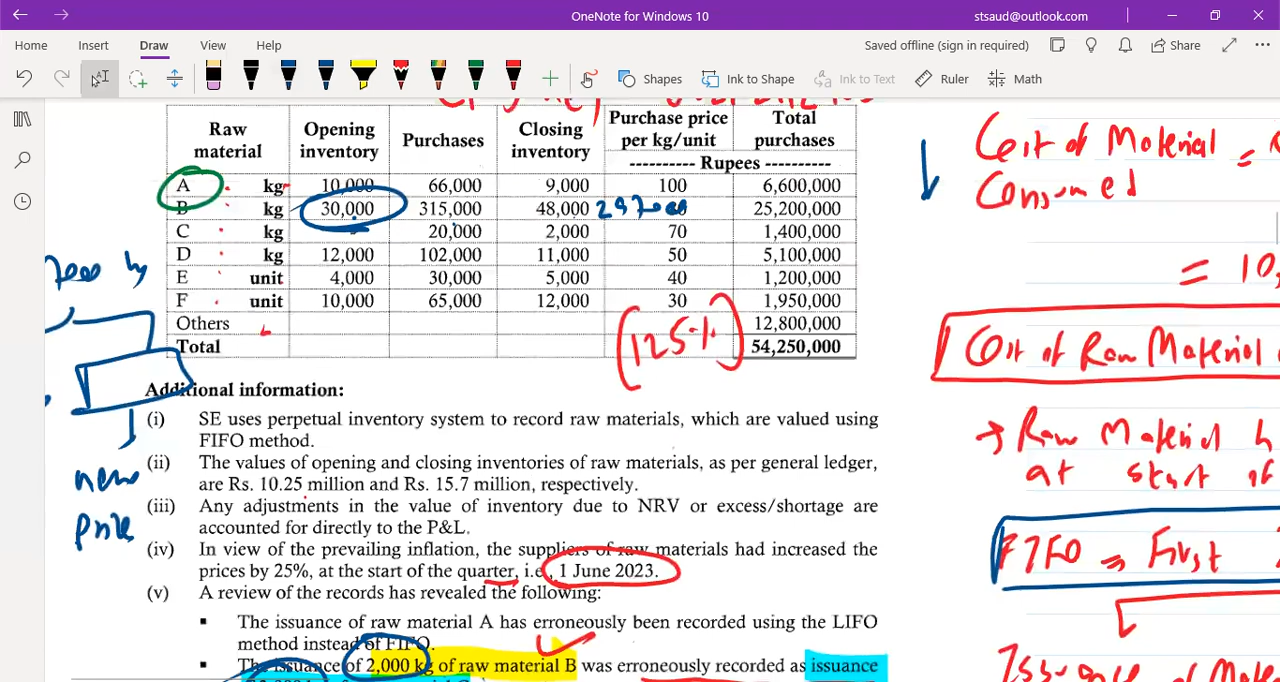 OneNote for Windows 10
stsaud@outlook.com
Home Insert Draw View Help
Saved offline (sign in required) Share
Shapes Ink to Shape Ink to Text Ruler Math
Raw material Opening inventory Purchases Closing inventory Purchase price per kg/unit Total purchases
---------- Rupees ----------
A kg 10,000 66,000 9,000 100 6,600,000
B kg 30,000 315,000 48,000 25,200,000
C kg 20,000 2,000 70 1,400,000
D kg 12,000 102,000 11,000 50 5,100,000
E unit 4,000 30,000 5,000 40 1,200,000
F unit 10,000 65,000 12,000 30 1,950,000
Others 12,800,000
Total 54,250,000
(125%)
new
price
Additional information:
(i) SE uses perpetual inventory system to record raw materials, which are valued using
FIFO method.
(ii) The values of opening and closing inventories of raw materials, as per general ledger,
are Rs. 10.25 million and Rs. 15.7 million, respectively.
(iii) Any adjustments in the value of inventory due to NRV or excess/shortage are
accounted for directly to the P&L.
(iv) In view of the prevailing inflation, the suppliers of raw materials had increased the
prices by 25%, at the start of the quarter, i.e., 1 June 2023.
(v) A review of the records has revealed the following:
▪ The issuance of raw material A has erroneously been recorded using the LIFO
method instead of FIFO.
▪ The issuance of 2,000 kg of raw material B was erroneously recorded as issuance
Cost of Material
Consumed =
= 10,
Cost of Raw Material
→ Raw Material
at start of
FIFO = First
Issuance of Material